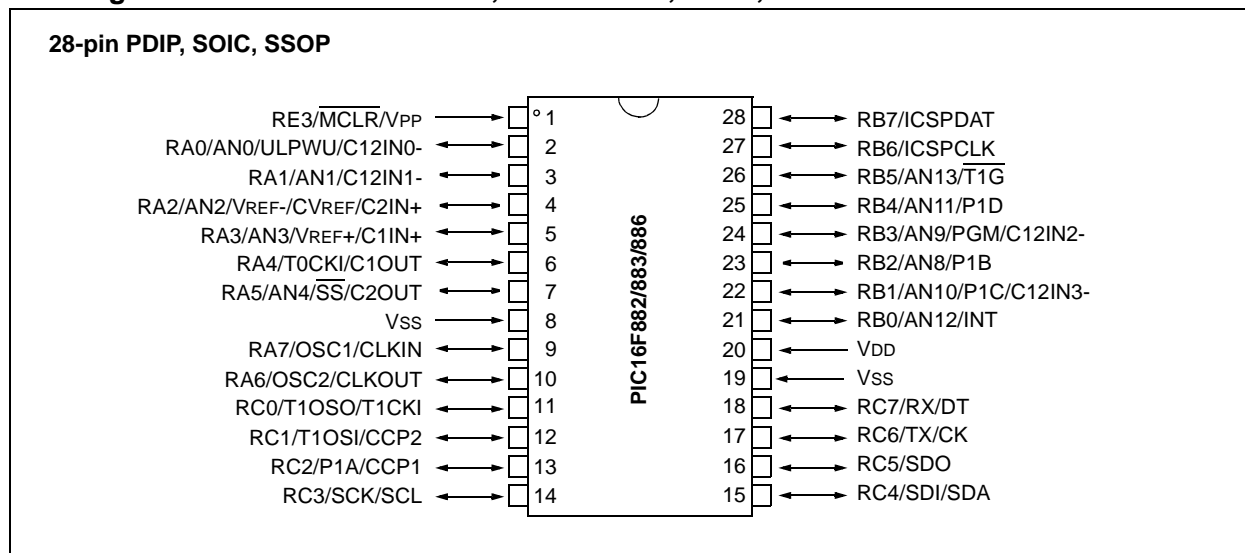 28-pin PDIP, SOIC, SSOP
RE3/MCLR/VPP 1
RA0/AN0/ULPWU/C12IN0- 2
RA1/AN1/C12IN1- 3
RA2/AN2/VREF-/CVREF/C2IN+ 4
RA3/AN3/VREF+/C1IN+ 5
RA4/T0CKI/C1OUT 6
RA5/AN4/SS/C2OUT 7
VSS 8
RA7/OSC1/CLKIN 9
RA6/OSC2/CLKOUT 10
RC0/T1OSO/T1CKI 11
RC1/T1OSI/CCP2 12
RC2/P1A/CCP1 13
RC3/SCK/SCL 14
PIC16F882/883/886
28 RB7/ICSPDAT
27 RB6/ICSPCLK
26 RB5/AN13/T1G
25 RB4/AN11/P1D
24 RB3/AN9/PGM/C12IN2-
23 RB2/AN8/P1B
22 RB1/AN10/P1C/C12IN3-
21 RB0/AN12/INT
20 VDD
19 VSS
18 RC7/RX/DT
17 RC6/TX/CK
16 RC5/SDO
15 RC4/SDI/SDA